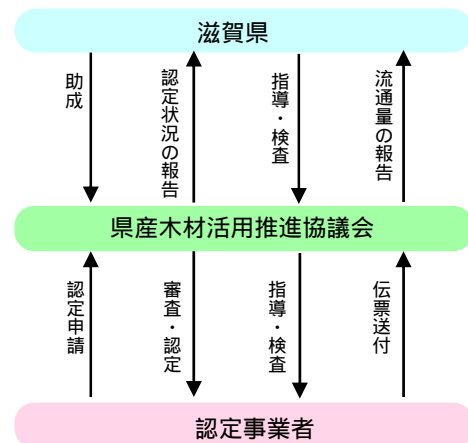 滋賀県
助成
認定状況の報告
指導・検査
流通量の報告
県産木材活用推進協議会
認定申請
審査・認定
指導・検査
伝票送付
認定事業者